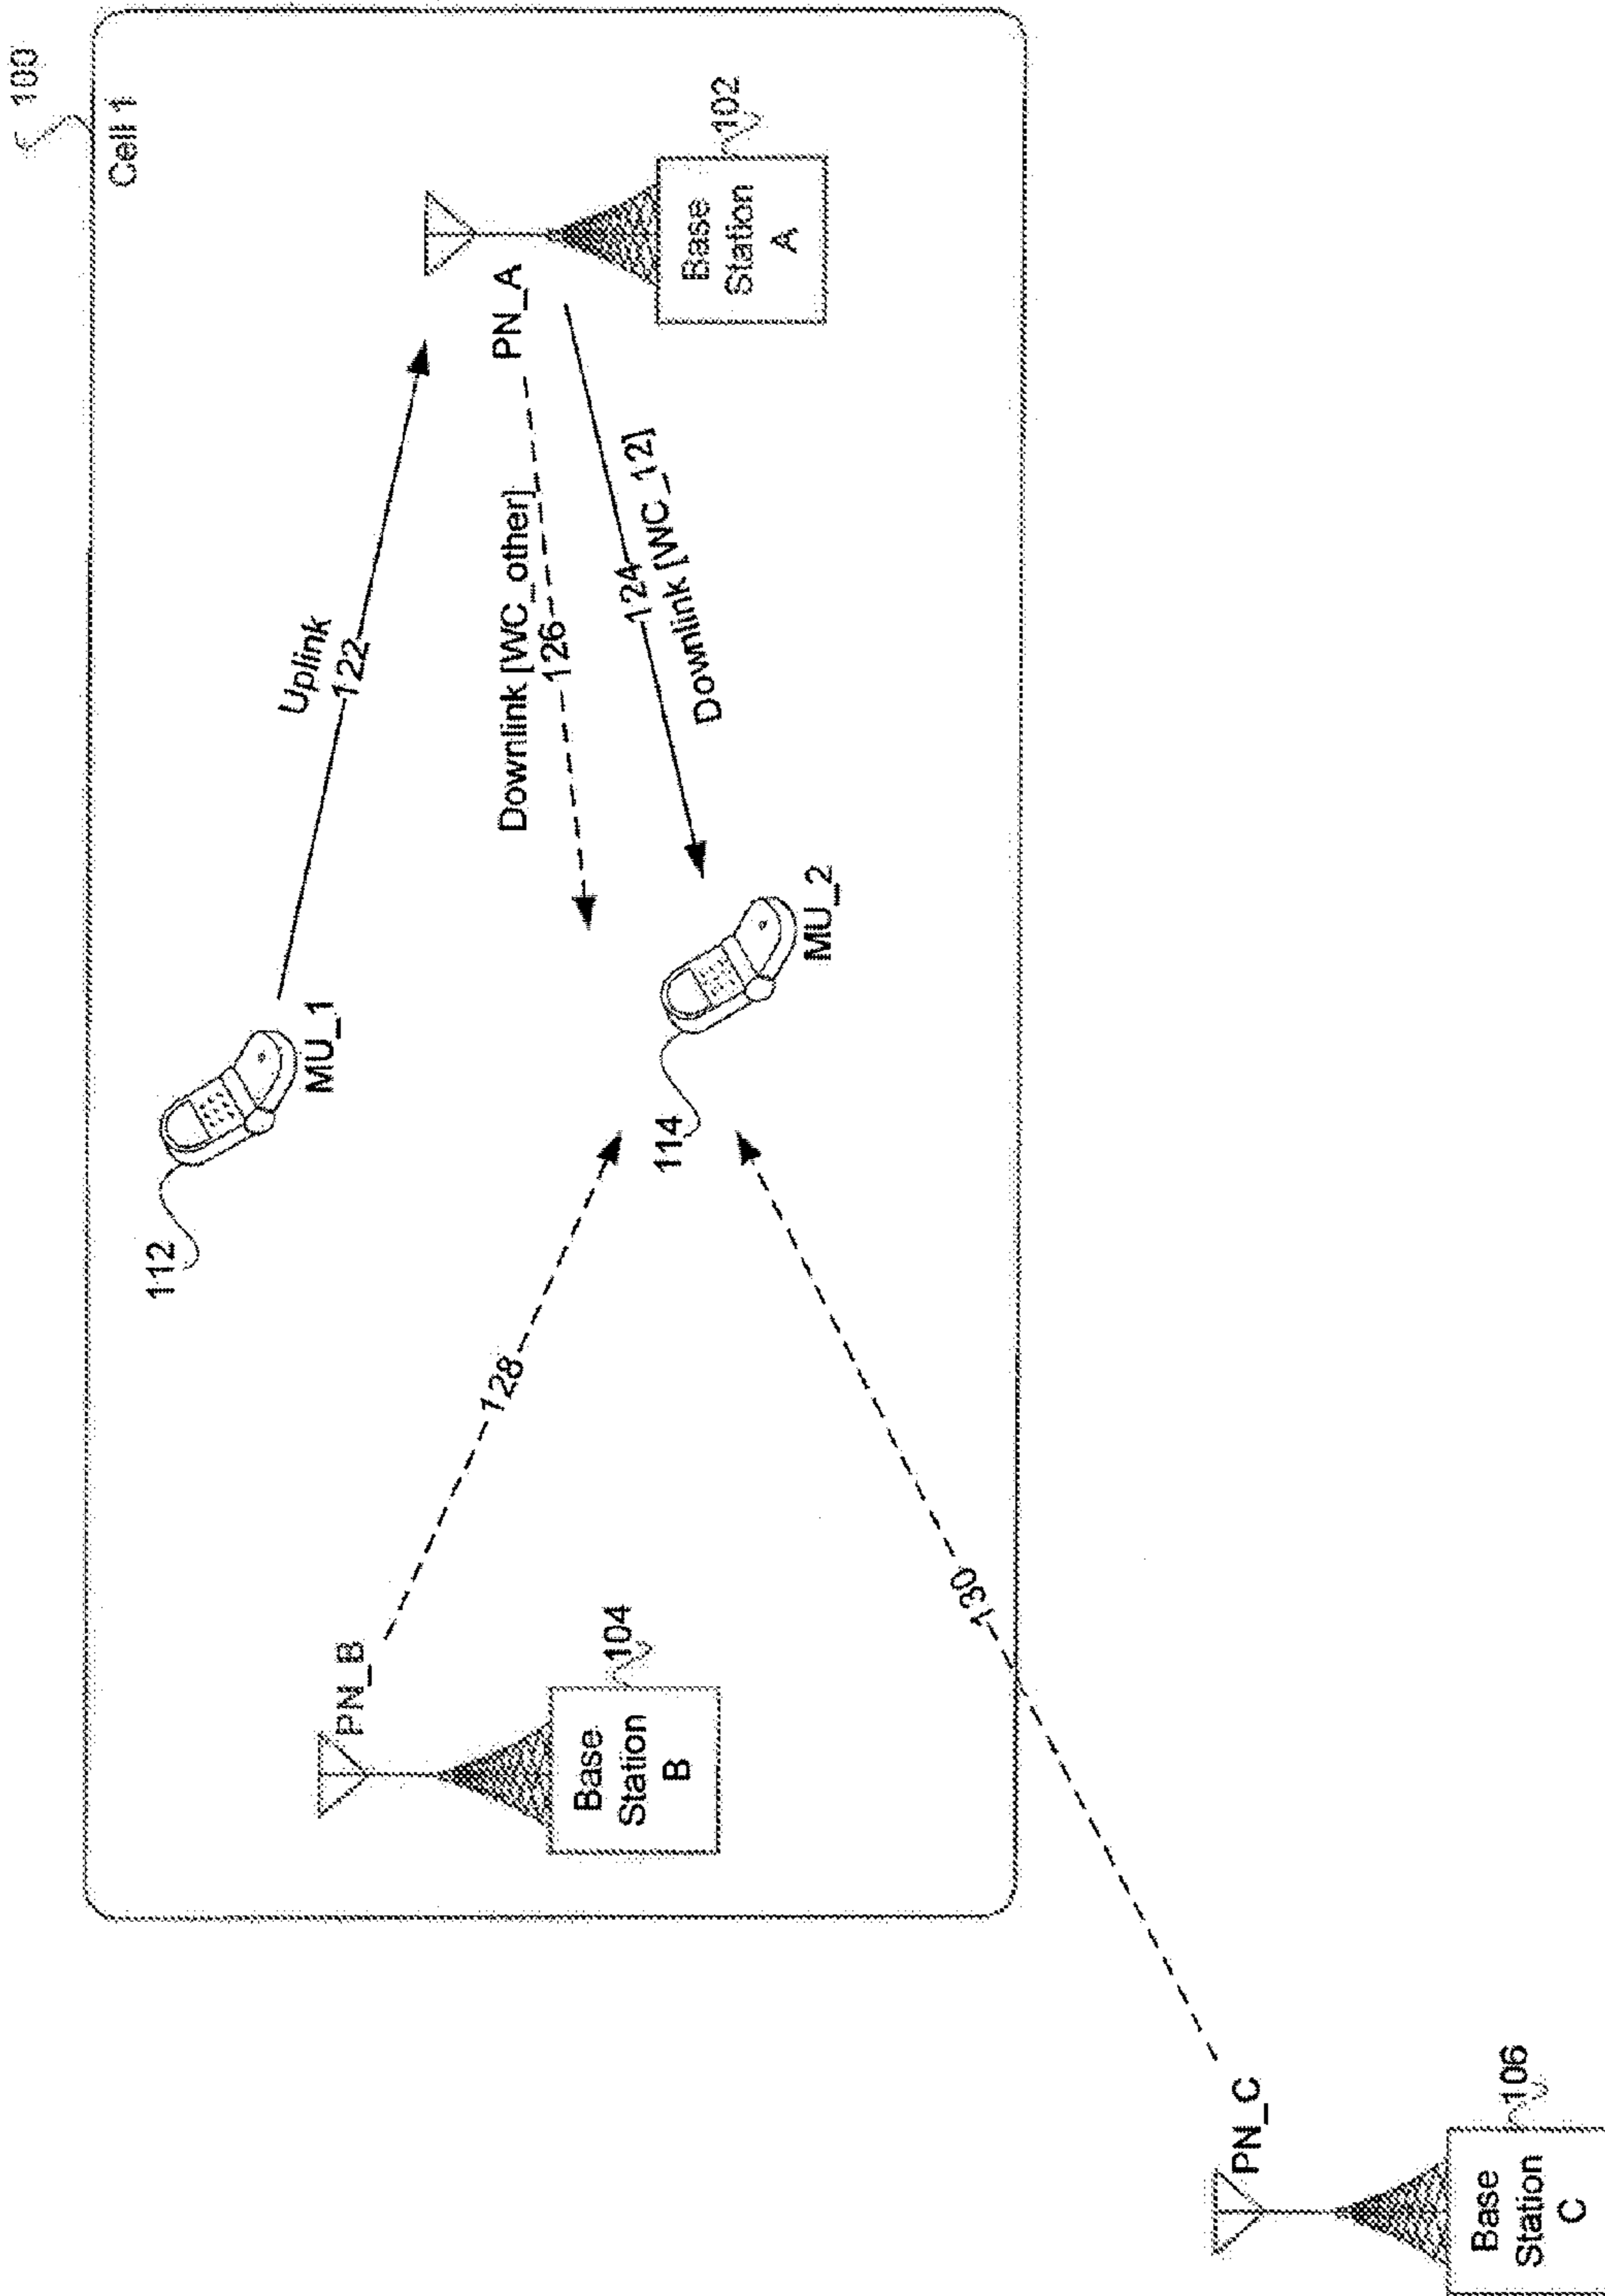 100
Cell 1
112
MU_1
Uplink
122
Downlink [WC_other]
126
124
Downlink [WC_12]
PN_A
Base
Station
A
102
114
MU_2
PN_B
128
Base
Station
B
104
130
PN_C
Base
Station
C
106